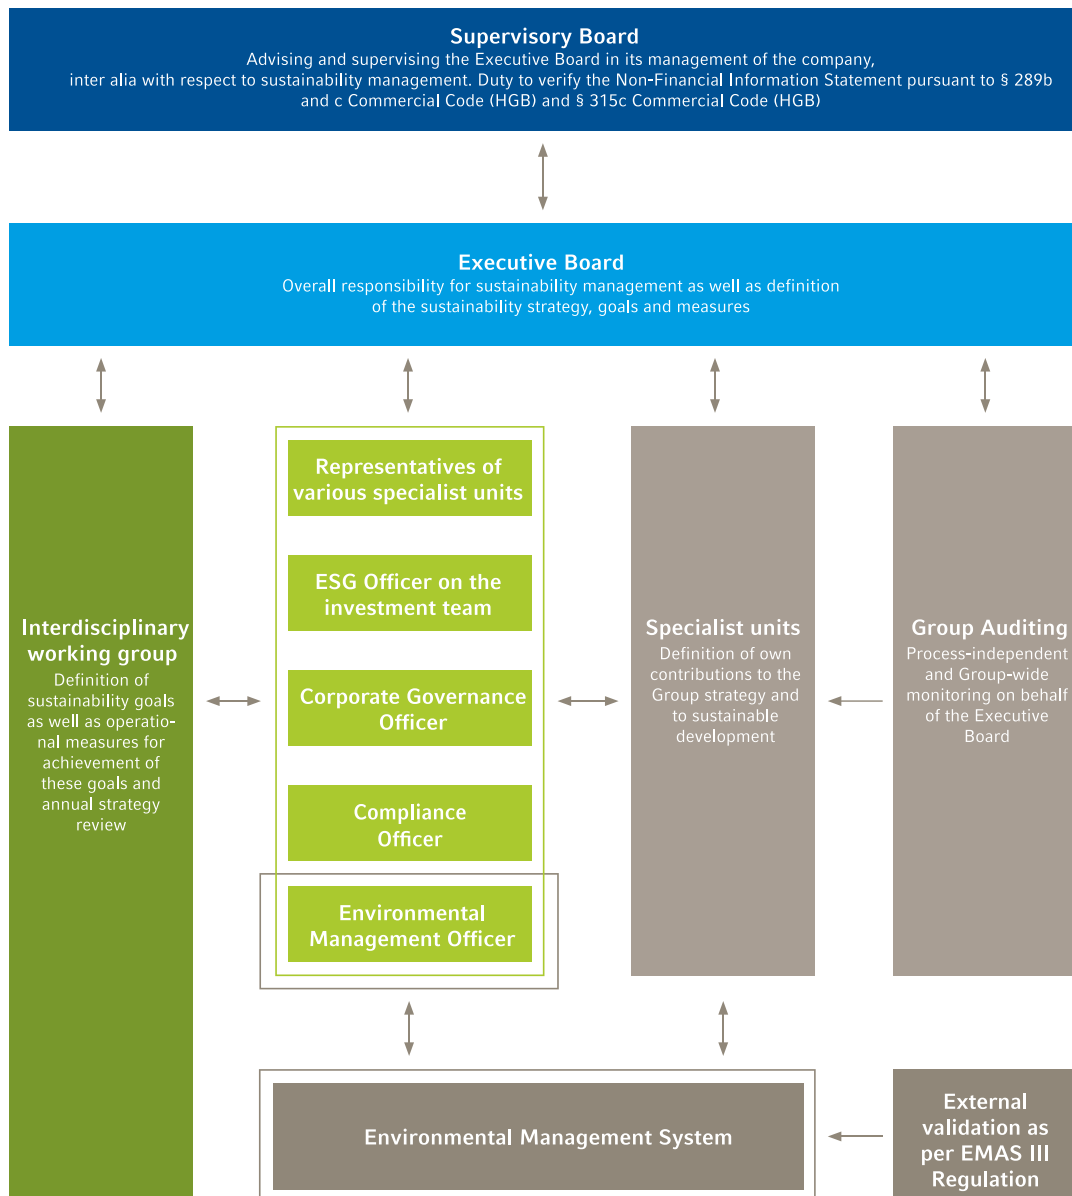 Supervisory Board
Advising and supervising the Executive Board in its management of the company,
inter alia with respect to sustainability management. Duty to verify the Non-Financial Information Statement pursuant to § 289b
and c Commercial Code (HGB) and § 315c Commercial Code (HGB)
Executive Board
Overall responsibility for sustainability management as well as definition
of the sustainability strategy, goals and measures
Interdisciplinary
working group
Definition of
sustainability goals
as well as operatio-
nal measures for
achievement of
these goals and
annual strategy
review
Representatives of
various specialist units
ESG Officer on the
investment team
Corporate Governance
Officer
Compliance
Officer
Environmental
Management Officer
Specialist units
Definition of own
contributions to the
Group strategy and
to sustainable
development
Group Auditing
Process-independent
and Group-wide
monitoring on behalf
of the Executive
Board
Environmental Management System
External
validation as
per EMAS III
Regulation